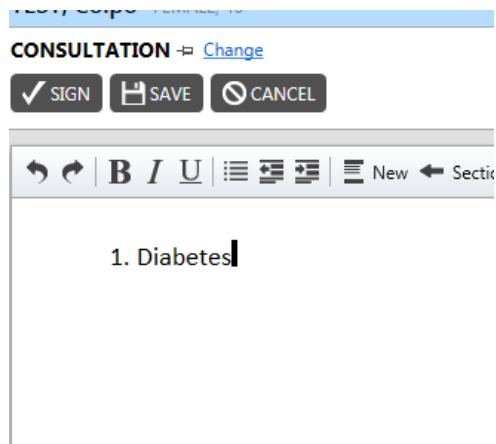 CONSULTATION Change
SIGN SAVE CANCEL
B I U New
1. Diabetes